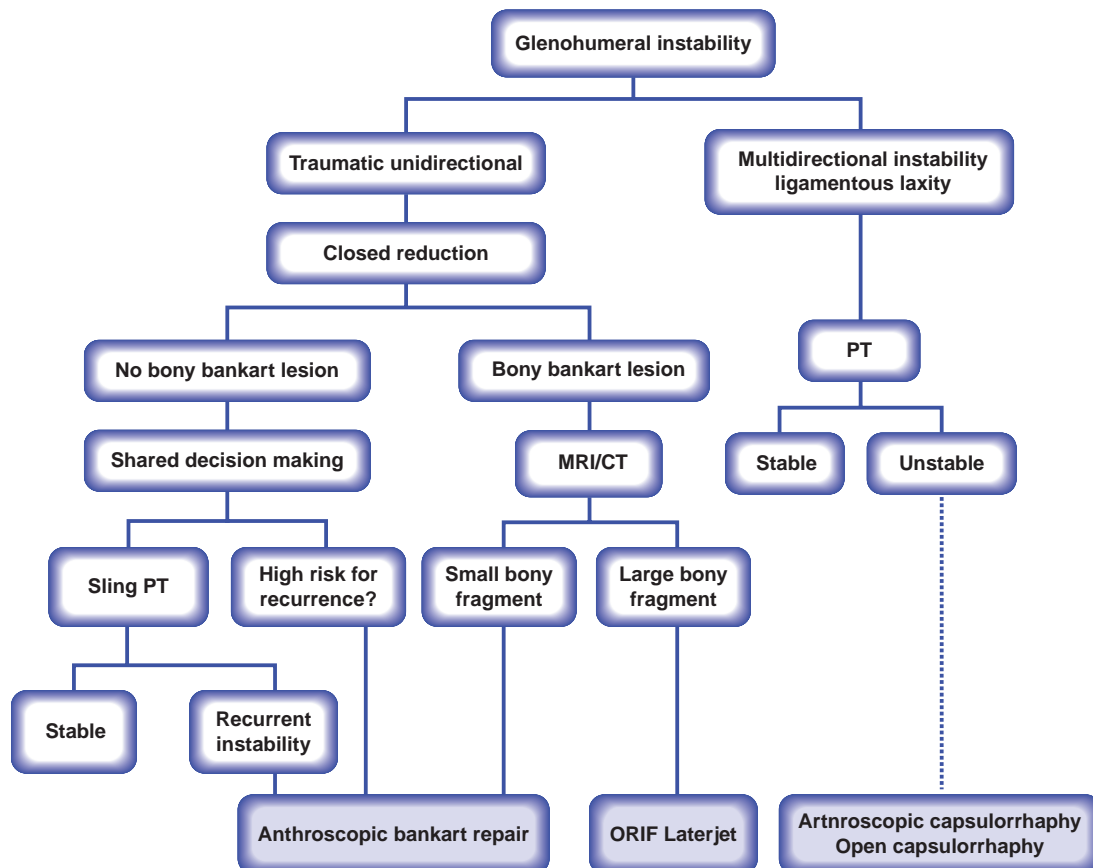 Glenohumeral instability
Traumatic unidirectional
Multidirectional instability
ligamentous laxity
Closed reduction
No bony bankart lesion
Bony bankart lesion
PT
Shared decision making
MRI/CT
Stable
Unstable
Sling PT
High risk for
recurrence?
Small bony
fragment
Large bony
fragment
Stable
Recurrent
instability
Anthroscopic bankart repair
ORIF Laterjet
Artnroscopic capsulorrhaphy
Open capsulorrhaphy